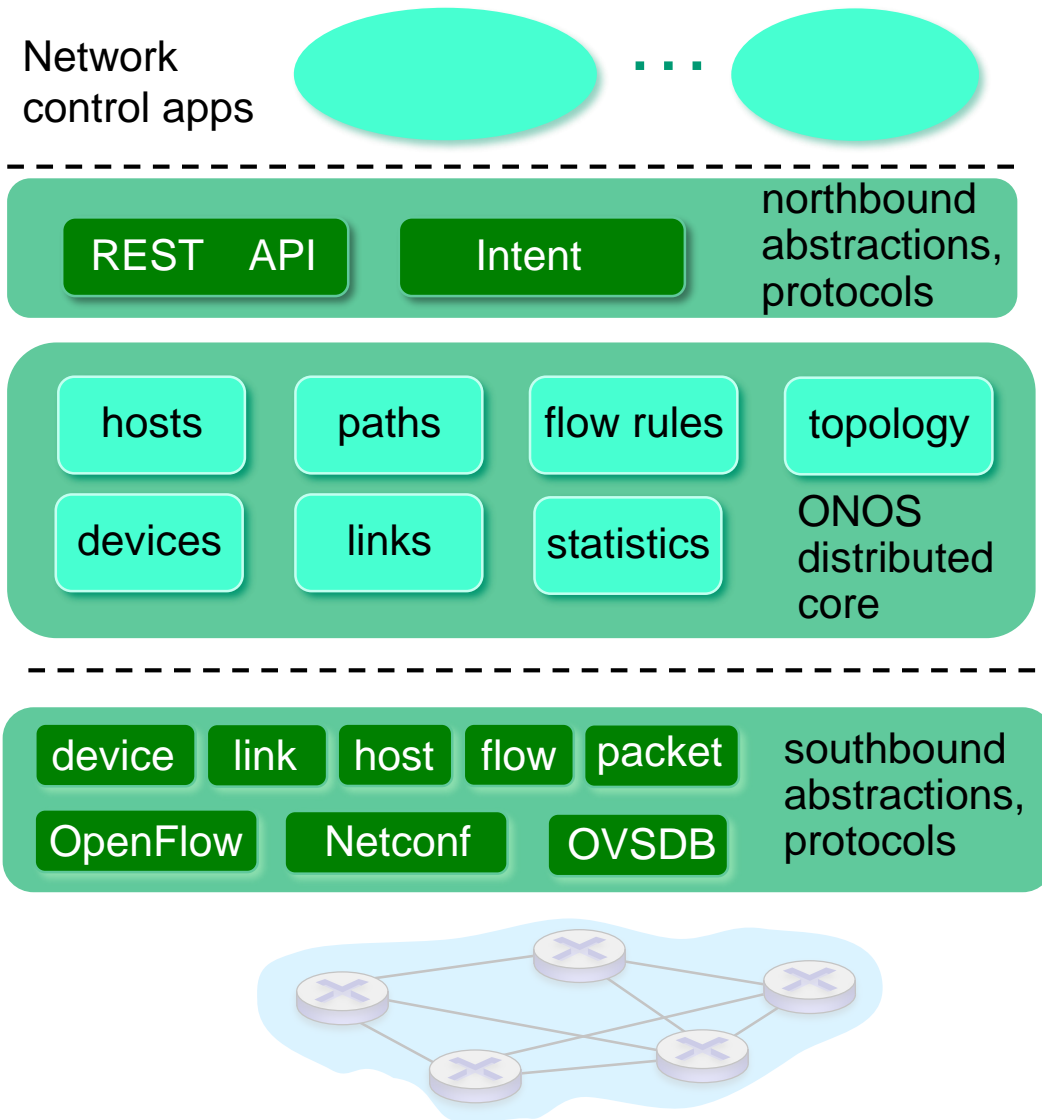 Network
control apps
. . .
REST API
Intent
northbound
abstractions,
protocols
hosts
paths
flow rules
topology
devices
links
statistics
ONOS
distributed
core
device
link
host
flow
packet
OpenFlow
Netconf
OVSDB
southbound
abstractions,
protocols